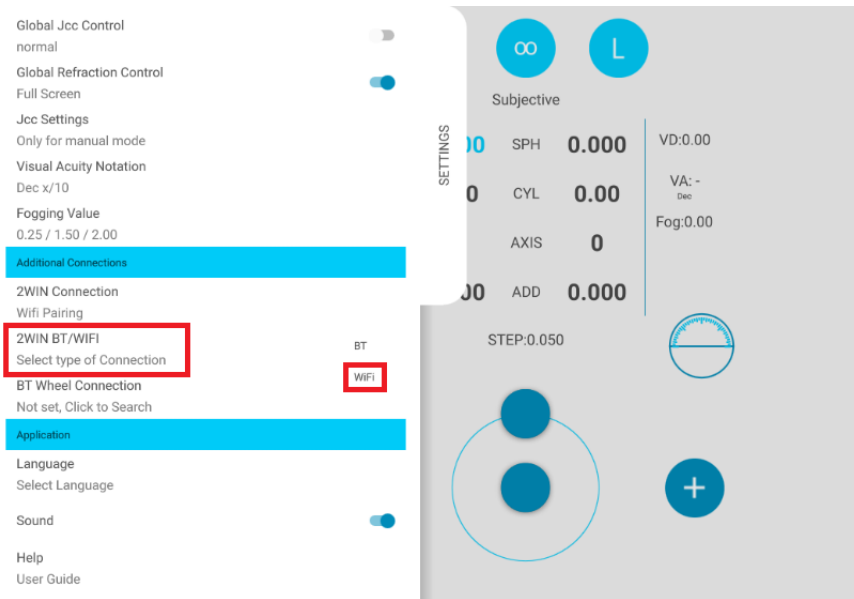 Global Jcc Control
normal
Global Refraction Control
Full Screen
Jcc Settings
Only for manual mode
Visual Acuity Notation
Dec x/10
Fogging Value
0.25 / 1.50 / 2.00
Additional Connections
2WIN Connection
Wifi Pairing
2WIN BT/WIFI
Select type of Connection
BT
WiFi
BT Wheel Connection
Not set, Click to Search
Application
Language
Select Language
Sound
Help
User Guide
SETTINGS
∞ L
Subjective
00 SPH 0.000
0 CYL 0.00
AXIS 0
00 ADD 0.000
VD:0.00
VA: -
Dec
Fog:0.00
STEP:0.050
+